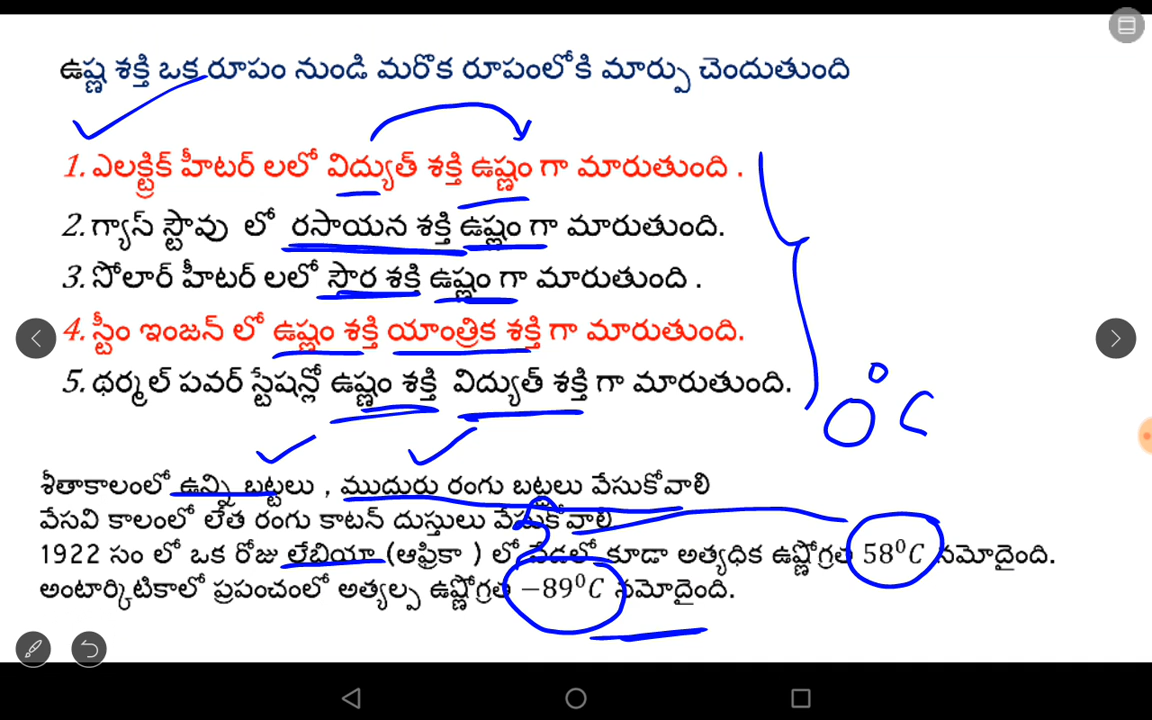 ఉష్ణ శక్తి ఒక రూపం నుండి మరొక రూపంలోకి మార్పు చెందుతుంది
1. ఎలక్ట్రిక్ హీటర్ లలో విద్యుత్ శక్తి ఉష్ణం గా మారుతుంది .
2. గ్యాస్ స్టౌవు లో రసాయన శక్తి ఉష్ణం గా మారుతుంది.
3. సోలార్ హీటర్ లలో సౌర శక్తి ఉష్ణం గా మారుతుంది .
4. స్టీం ఇంజన్ లో ఉష్ణం శక్తి యాంత్రిక శక్తి గా మారుతుంది.
5. థర్మల్ పవర్ స్టేషన్లో ఉష్ణం శక్తి విద్యుత్ శక్తి గా మారుతుంది.
0°C
శీతాకాలంలో ఉన్ని బట్టలు , ముదురు రంగు బట్టలు వేసుకోవాలి
వేసవి కాలంలో లేత రంగు కాటన్ దుస్తులు వేసుకోవాలి
1922 సం లో ఒక రోజు లేబియా (ఆఫ్రికా ) లో నీడలో కూడా అత్యధిక ఉష్ణోగ్రత 58⁰C నమోదైంది.
అంటార్కిటికాలో ప్రపంచంలో అత్యల్ప ఉష్ణోగ్రత −89⁰C నమోదైంది.